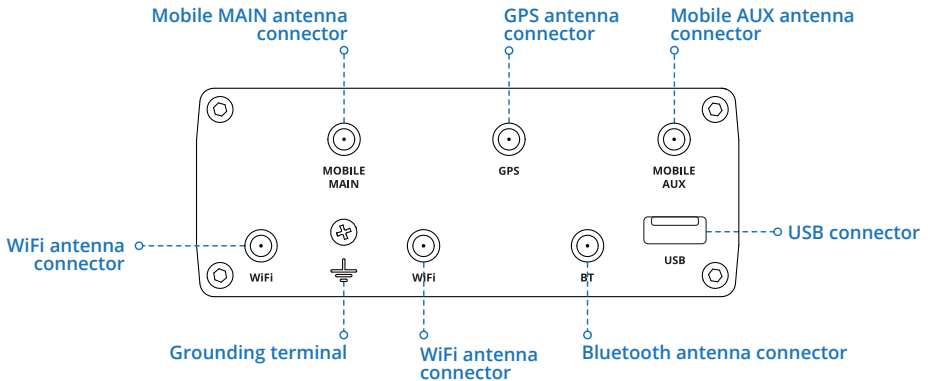 Mobile MAIN antenna
connector
GPS antenna
connector
Mobile AUX antenna
connector
MOBILE
MAIN
GPS
MOBILE
AUX
WiFi antenna
connector
WiFi
WiFi
BT
USB
USB connector
Grounding terminal
WiFi antenna
connector
Bluetooth antenna connector